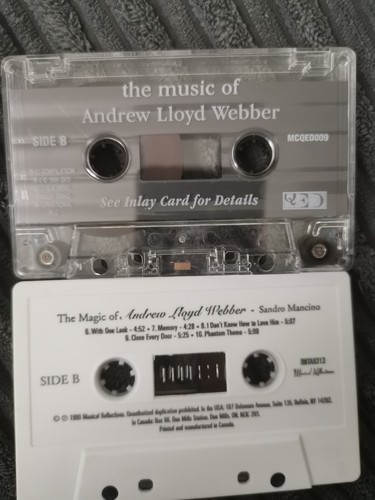 the music of
Andrew Lloyd Webber
SIDE B
MCQED009
See Inlay Card for Details
The Magic of Andrew Lloyd Webber - Sandro Mancino
6. With One Look - 4:52 • 7. Memory - 4:28 • 8. I Don't Know How to Love Him - 5:07
9. Close Every Door - 5:25 • 10. Phantom Theme - 5:08
SIDE B
Musical Reflections
Musical Reflections. Unauthorized duplication prohibited. In the USA: 197 Delaware Avenue, Suite 135, Buffalo, NY 14202.
In Canada: Box 66, Don Mills Station, Don Mills, ON, M3C 2R1.
Printed and manufactured in Canada.